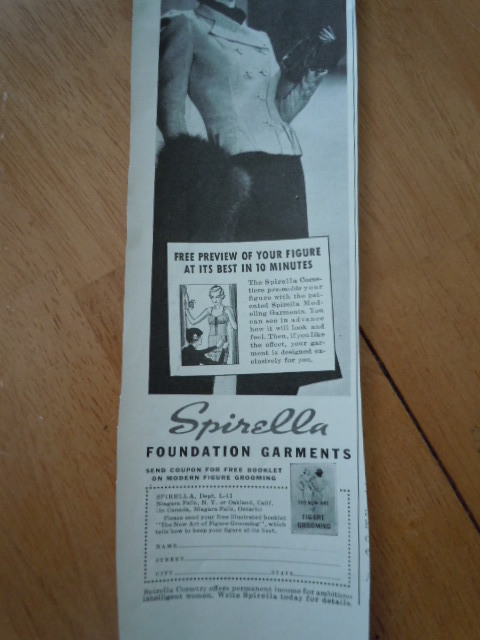 FREE PREVIEW OF YOUR FIGURE
AT ITS BEST IN 10 MINUTES
The Spirella Corse-
tiere pre-molds your
figure with the pat-
ented Spirella Mod-
eling Garments. You
can see in advance
how it will look and
feel. Then, if you like
the effect, your gar-
ment is designed ex-
clusively for you.
Spirella
FOUNDATION GARMENTS
SEND COUPON FOR FREE BOOKLET
ON MODERN FIGURE GROOMING
THE NEW ART
OF
FIGURE
GROOMING
SPIRELLA, Dept. L-11
Niagara Falls, N. Y. or Oakland, Calif.
(In Canada, Niagara Falls, Ontario)
Please send your free illustrated booklet
"The New Art of Figure Grooming", which
tells how to keep your figure at its best.
NAME
STREET
CITY STATE
Spirella Corsetry offers permanent income for ambitious
intelligent women. Write Spirella today for details.